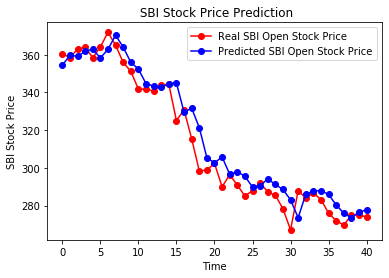 SBI Stock Price Prediction
Real SBI Open Stock Price
Predicted SBI Open Stock Price
SBI Stock Price
360
340
320
300
280
0 5 10 15 20 25 30 35 40
Time